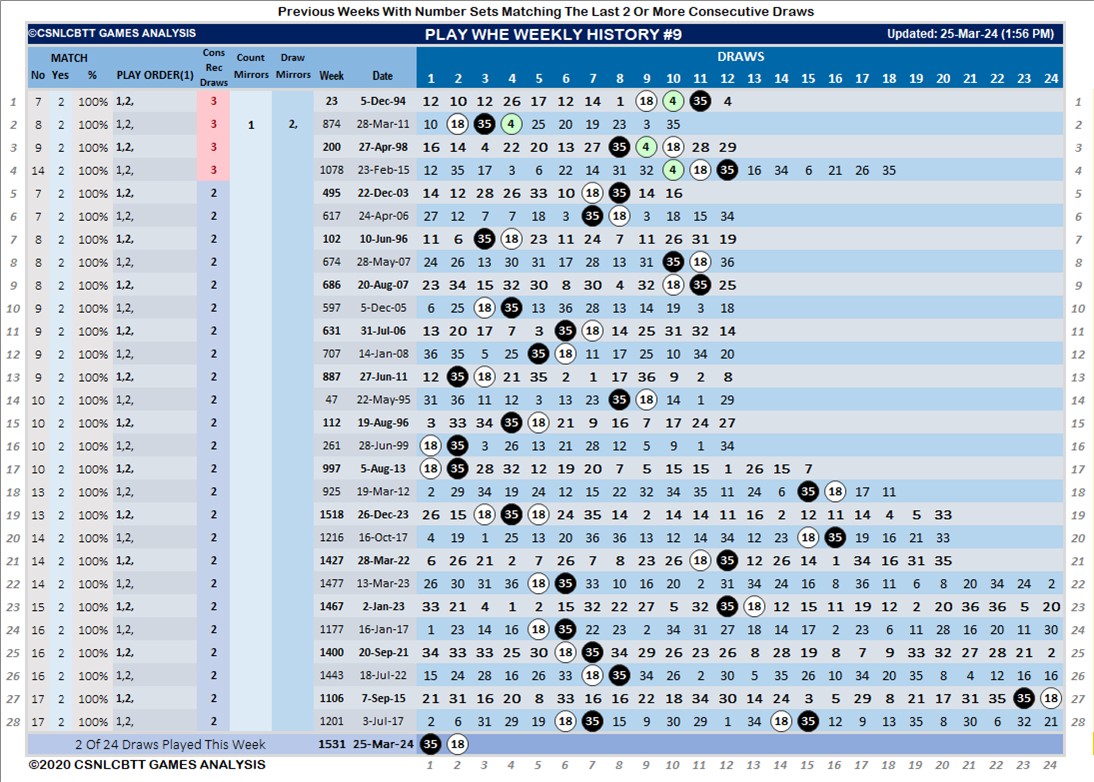 Previous Weeks With Number Sets Matching The Last 2 Or More Consecutive Draws
©CSNLCBTT GAMES ANALYSIS PLAY WHE WEEKLY HISTORY #9 Updated: 25-Mar-24 (1:56 PM)
MATCH Cons Rec Draws Count Mirrors Draw Mirrors DRAWS
No Yes % PLAY ORDER(1) Week Date 1 2 3 4 5 6 7 8 9 10 11 12 13 14 15 16 17 18 19 20 21 22 23 24
1 7 2 100% 1,2, 3 23 5-Dec-94 12 10 12 26 17 12 14 1 18 4 35 4 1
2 8 2 100% 1,2, 3 1 2, 874 28-Mar-11 10 18 35 4 25 20 19 23 3 35 2
3 9 2 100% 1,2, 3 200 27-Apr-98 16 14 4 22 20 13 27 35 4 18 28 29 3
4 14 2 100% 1,2, 3 1078 23-Feb-15 12 35 17 3 6 22 14 31 32 4 18 35 16 34 6 21 26 35 4
5 7 2 100% 1,2, 2 495 22-Dec-03 14 12 28 26 33 10 18 35 14 16 5
6 7 2 100% 1,2, 2 617 24-Apr-06 27 12 7 7 18 3 35 18 3 18 15 34 6
7 8 2 100% 1,2, 2 102 10-Jun-96 11 6 35 18 23 11 24 7 11 26 31 19 7
8 8 2 100% 1,2, 2 674 28-May-07 24 26 13 30 31 17 28 13 31 35 18 36 8
9 8 2 100% 1,2, 2 686 20-Aug-07 23 34 15 32 30 8 30 4 32 18 35 25 9
10 9 2 100% 1,2, 2 597 5-Dec-05 6 25 18 35 13 36 28 13 14 19 3 18 10
11 9 2 100% 1,2, 2 631 31-Jul-06 13 20 17 7 3 35 18 14 25 31 32 14 11
12 9 2 100% 1,2, 2 707 14-Jan-08 36 35 5 25 35 18 11 17 25 10 34 20 12
13 9 2 100% 1,2, 2 887 27-Jun-11 12 35 18 21 35 2 1 17 36 9 2 8 13
14 10 2 100% 1,2, 2 47 22-May-95 31 36 11 12 3 13 23 35 18 14 1 29 14
15 10 2 100% 1,2, 2 112 19-Aug-96 3 33 34 35 18 21 9 16 7 17 24 27 15
16 10 2 100% 1,2, 2 261 28-Jun-99 18 35 3 26 13 21 28 12 5 9 1 34 16
17 10 2 100% 1,2, 2 997 5-Aug-13 18 35 28 32 12 19 20 7 5 15 15 1 26 15 7 17
18 13 2 100% 1,2, 2 925 19-Mar-12 2 29 34 19 24 12 15 22 32 34 35 11 24 6 35 18 17 11 18
19 13 2 100% 1,2, 2 1518 26-Dec-23 26 15 18 35 18 24 35 14 2 14 14 11 16 2 12 11 14 4 5 33 19
20 14 2 100% 1,2, 2 1216 16-Oct-17 4 19 1 25 13 20 36 36 13 12 14 34 12 23 18 35 19 16 21 33 20
21 14 2 100% 1,2, 2 1427 28-Mar-22 6 26 21 2 7 26 7 8 23 26 18 35 12 26 14 1 34 16 31 35 21
22 14 2 100% 1,2, 2 1477 13-Mar-23 26 30 31 36 18 35 33 10 16 20 2 31 34 24 16 8 36 11 6 8 20 34 24 2 22
23 15 2 100% 1,2, 2 1467 2-Jan-23 33 21 4 1 2 15 32 22 27 5 32 35 18 12 15 11 19 12 2 20 36 36 5 20 23
24 16 2 100% 1,2, 2 1177 16-Jan-17 1 23 14 16 18 35 22 23 2 34 31 27 18 14 17 2 23 6 11 28 16 20 11 30 24
25 16 2 100% 1,2, 2 1400 20-Sep-21 34 33 33 25 30 18 35 34 29 26 23 26 8 28 19 8 7 9 33 32 27 28 21 2 25
26 16 2 100% 1,2, 2 1443 18-Jul-22 15 24 28 16 26 33 18 35 34 26 2 30 5 35 26 10 34 20 35 8 4 12 16 16 26
27 17 2 100% 1,2, 2 1106 7-Sep-15 21 31 16 20 8 33 16 16 22 18 34 30 14 24 3 5 29 8 21 17 31 35 35 18 27
28 17 2 100% 1,2, 2 1201 3-Jul-17 2 6 31 29 19 18 35 15 9 30 29 1 34 18 35 12 9 13 35 8 30 6 32 21 28
2 Of 24 Draws Played This Week 1531 25-Mar-24 35 18
©2020 CSNLCBTT GAMES ANALYSIS 1 2 3 4 5 6 7 8 9 10 11 12 13 14 15 16 17 18 19 20 21 22 23 24